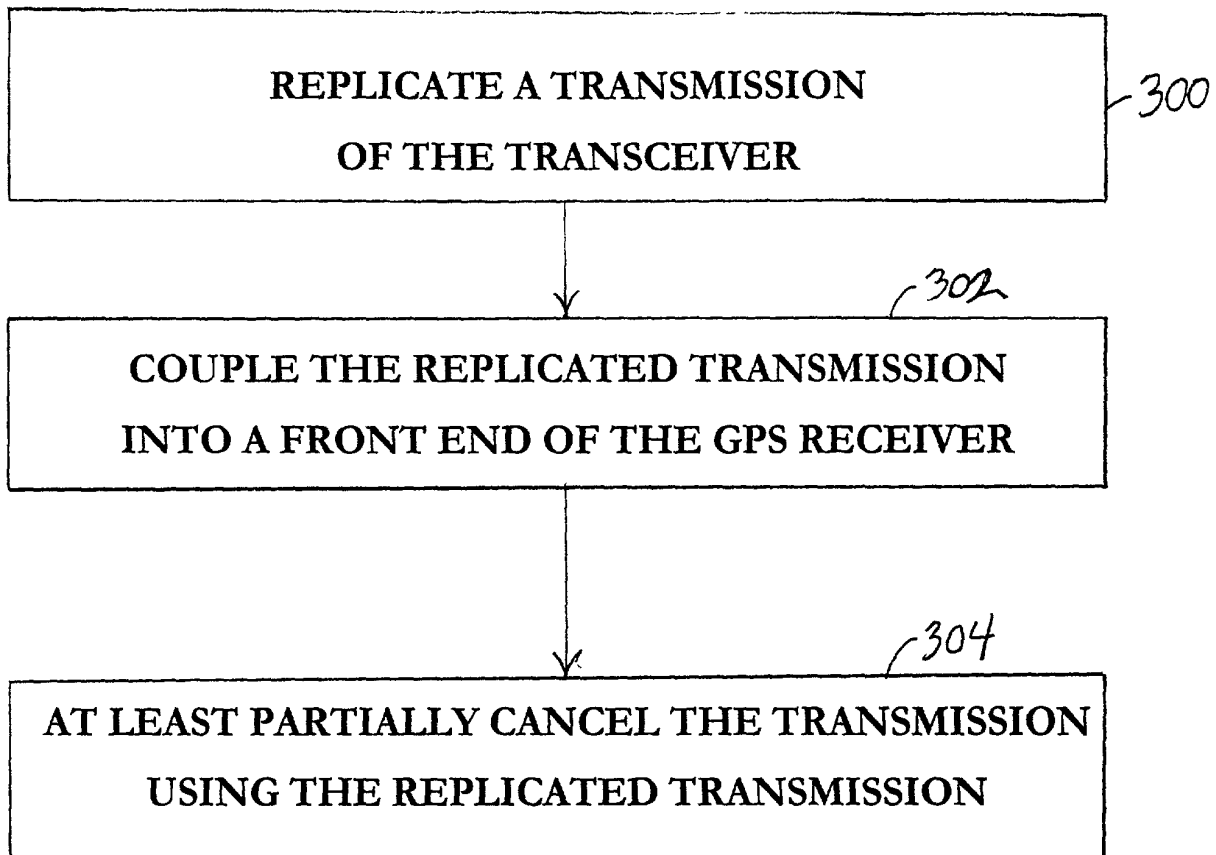 REPLICATE A TRANSMISSION
OF THE TRANSCEIVER
300
302
COUPLE THE REPLICATED TRANSMISSION
INTO A FRONT END OF THE GPS RECEIVER
304
AT LEAST PARTIALLY CANCEL THE TRANSMISSION
USING THE REPLICATED TRANSMISSION